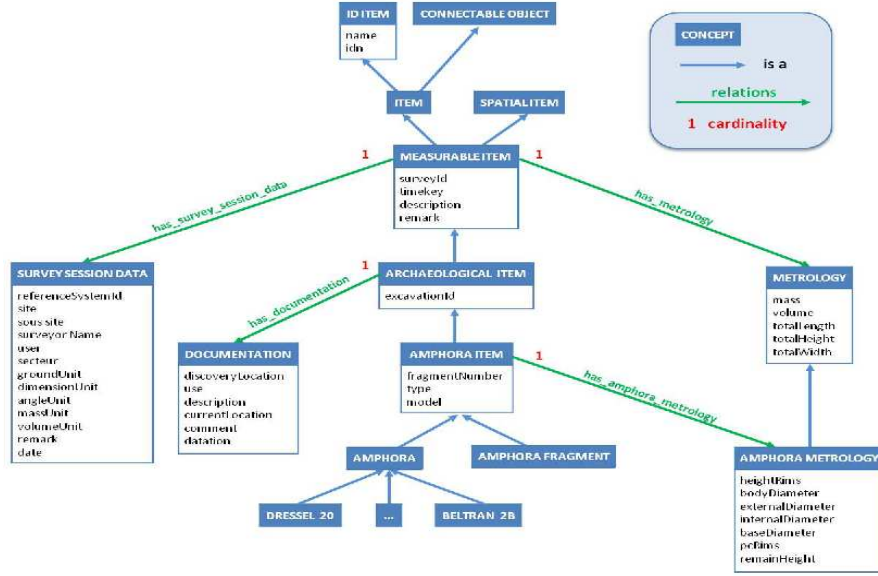 ID ITEM
name
idn
CONNECTABLE OBJECT
CONCEPT
is a
relations
1 cardinality
ITEM
SPATIAL ITEM
1
MEASURABLE ITEM
1
surveyId
timekey
description
remark
has_survey_session_data
has_metrology
SURVEY SESSION DATA
referenceSystemId
site
sous site
surveyor Name
user
secteur
groundUnit
dimensionUnit
angleUnit
massUnit
volumeUnit
remark
date
1
ARCHAEOLOGICAL ITEM
excavationId
has_documentation
METROLOGY
mass
volume
totalLength
totalHeight
totalWidth
DOCUMENTATION
discoveryLocation
use
description
currentLocation
comment
datation
AMPHORA ITEM
1
fragmentNumber
type
model
has_amphora_metrology
AMPHORA
AMPHORA FRAGMENT
AMPHORA METROLOGY
heightRims
bodyDiameter
externalDiameter
internalDiameter
baseDiameter
pcRims
remainHeight
DRESSEL 20
...
BELTRAN 2B